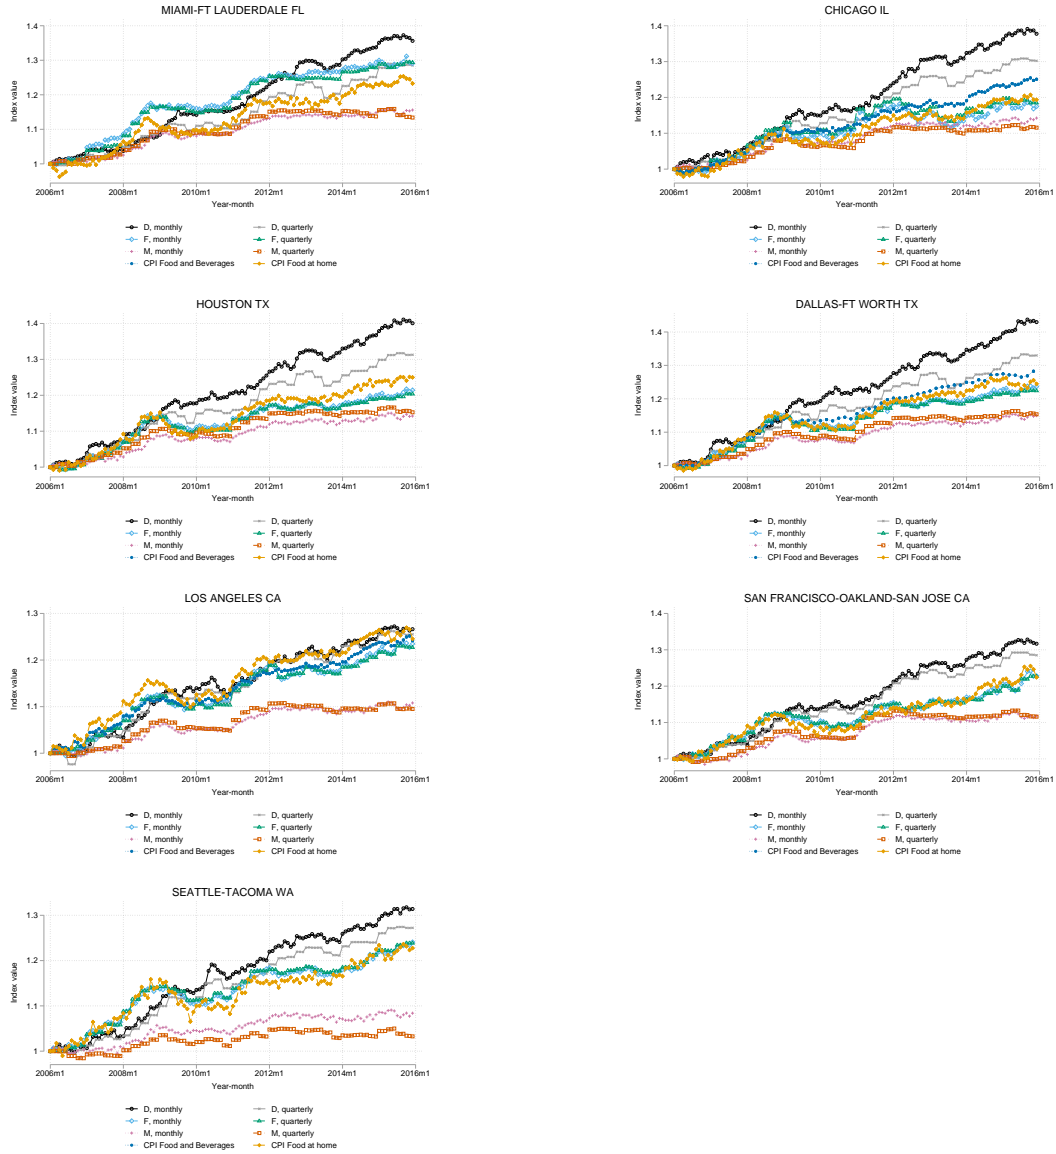 MIAMI-FT LAUDERDALE FL
1.4
1.3
1.2
1.1
1
Index value
2006m1 2008m1 2010m1 2012m1 2014m1 2016m1
Year-month
D, monthly D, quarterly
F, monthly F, quarterly
M, monthly M, quarterly
CPI Food and Beverages CPI Food at home
CHICAGO IL
1.4
1.3
1.2
1.1
1
Index value
2006m1 2008m1 2010m1 2012m1 2014m1 2016m1
Year-month
D, monthly D, quarterly
F, monthly F, quarterly
M, monthly M, quarterly
CPI Food and Beverages CPI Food at home
HOUSTON TX
1.4
1.3
1.2
1.1
1
Index value
2006m1 2008m1 2010m1 2012m1 2014m1 2016m1
Year-month
D, monthly D, quarterly
F, monthly F, quarterly
M, monthly M, quarterly
CPI Food and Beverages CPI Food at home
DALLAS-FT WORTH TX
1.4
1.3
1.2
1.1
1
Index value
2006m1 2008m1 2010m1 2012m1 2014m1 2016m1
Year-month
D, monthly D, quarterly
F, monthly F, quarterly
M, monthly M, quarterly
CPI Food and Beverages CPI Food at home
LOS ANGELES CA
1.3
1.2
1.1
1
Index value
2006m1 2008m1 2010m1 2012m1 2014m1 2016m1
Year-month
D, monthly D, quarterly
F, monthly F, quarterly
M, monthly M, quarterly
CPI Food and Beverages CPI Food at home
SAN FRANCISCO-OAKLAND-SAN JOSE CA
1.4
1.3
1.2
1.1
1
Index value
2006m1 2008m1 2010m1 2012m1 2014m1 2016m1
Year-month
D, monthly D, quarterly
F, monthly F, quarterly
M, monthly M, quarterly
CPI Food and Beverages CPI Food at home
SEATTLE-TACOMA WA
1.3
1.2
1.1
1
Index value
2006m1 2008m1 2010m1 2012m1 2014m1 2016m1
Year-month
D, monthly D, quarterly
F, monthly F, quarterly
M, monthly M, quarterly
CPI Food and Beverages CPI Food at home